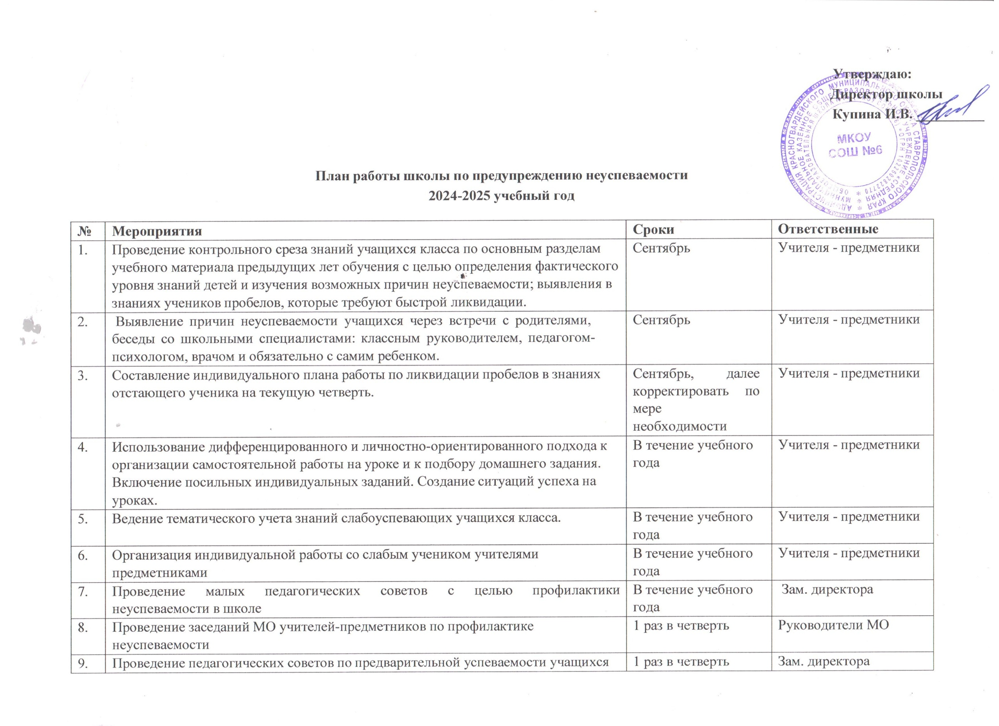 Утверждаю:
Директор школы
Купина И.В.
МКОУ
СОШ №6
План работы школы по предупреждению неуспеваемости
2024-2025 учебный год
№ Мероприятия Сроки Ответственные
1. Проведение контрольного среза знаний учащихся класса по основным разделам Сентябрь Учителя - предметники
учебного материала предыдущих лет обучения с целью определения фактического
уровня знаний детей и изучения возможных причин неуспеваемости; выявления в
знаниях учеников пробелов, которые требуют быстрой ликвидации.
2. Выявление причин неуспеваемости учащихся через встречи с родителями, Сентябрь Учителя - предметники
беседы со школьными специалистами: классным руководителем, педагогом-
психологом, врачом и обязательно с самим ребенком.
3. Составление индивидуального плана работы по ликвидации пробелов в знаниях Сентябрь, далее Учителя - предметники
отстающего ученика на текущую четверть. корректировать по
мере
необходимости
4. Использование дифференцированного и личностно-ориентированного подхода к В течение учебного Учителя - предметники
организации самостоятельной работы на уроке и к подбору домашнего задания. года
Включение посильных индивидуальных заданий. Создание ситуаций успеха на
уроках.
5. Ведение тематического учета знаний слабоуспевающих учащихся класса. В течение учебного Учителя - предметники
года
6. Организация индивидуальной работы со слабым учеником учителями В течение учебного Учителя - предметники
предметниками года
7. Проведение малых педагогических советов с целью профилактики В течение учебного Зам. директора
неуспеваемости в школе года
8. Проведение заседаний МО учителей-предметников по профилактике 1 раз в четверть Руководители МО
неуспеваемости
9. Проведение педагогических советов по предварительной успеваемости учащихся 1 раз в четверть Зам. директора